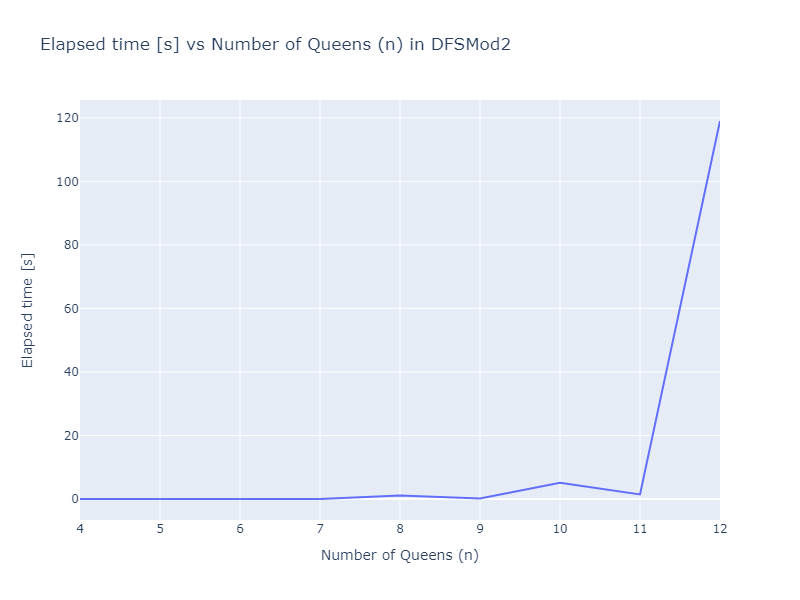 Elapsed time [s] vs Number of Queens (n) in DFSMod2
120
100
80
60
40
20
0
Elapsed time [s]
4 5 6 7 8 9 10 11 12
Number of Queens (n)